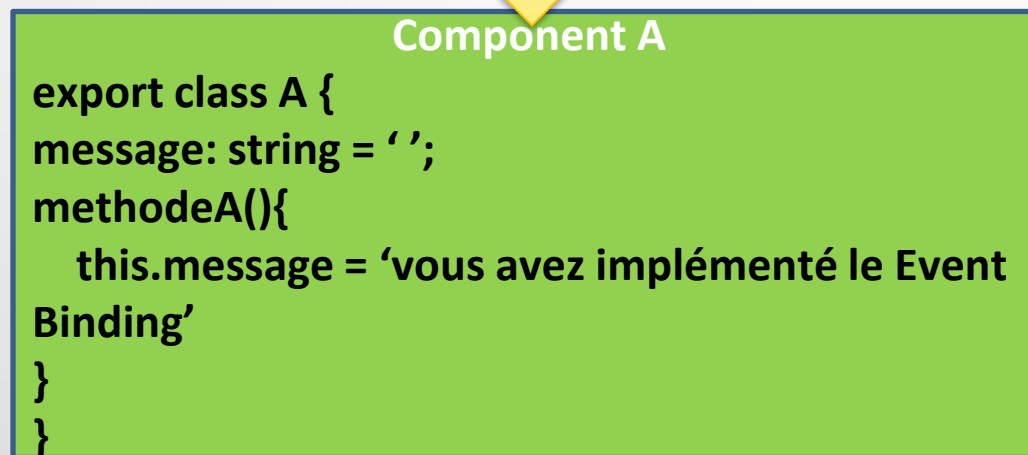 Component A
export class A {
message: string = ‘ ’;
methodeA(){
this.message = ‘vous avez implémenté le Event
Binding’
}
}